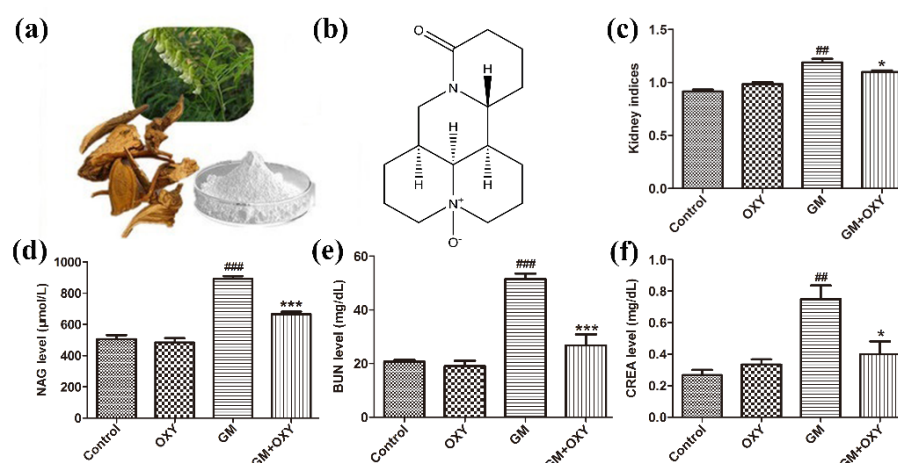 (a)
(b)
O
H
N
H
H
H
N+
O-
(c)
Kidney indices
1.5
1.0
0.5
0.0
##
*
Control
OXY
GM
GM+OXY
(d)
NAG level (μmol/L)
1000
800
600
400
200
0
###
***
Control
OXY
GM
GM+OXY
(e)
BUN level (mg/dL)
60
40
20
0
###
***
Control
OXY
GM
GM+OXY
(f)
CREA level (mg/dL)
1.0
0.8
0.6
0.4
0.2
0.0
##
*
Control
OXY
GM
GM+OXY